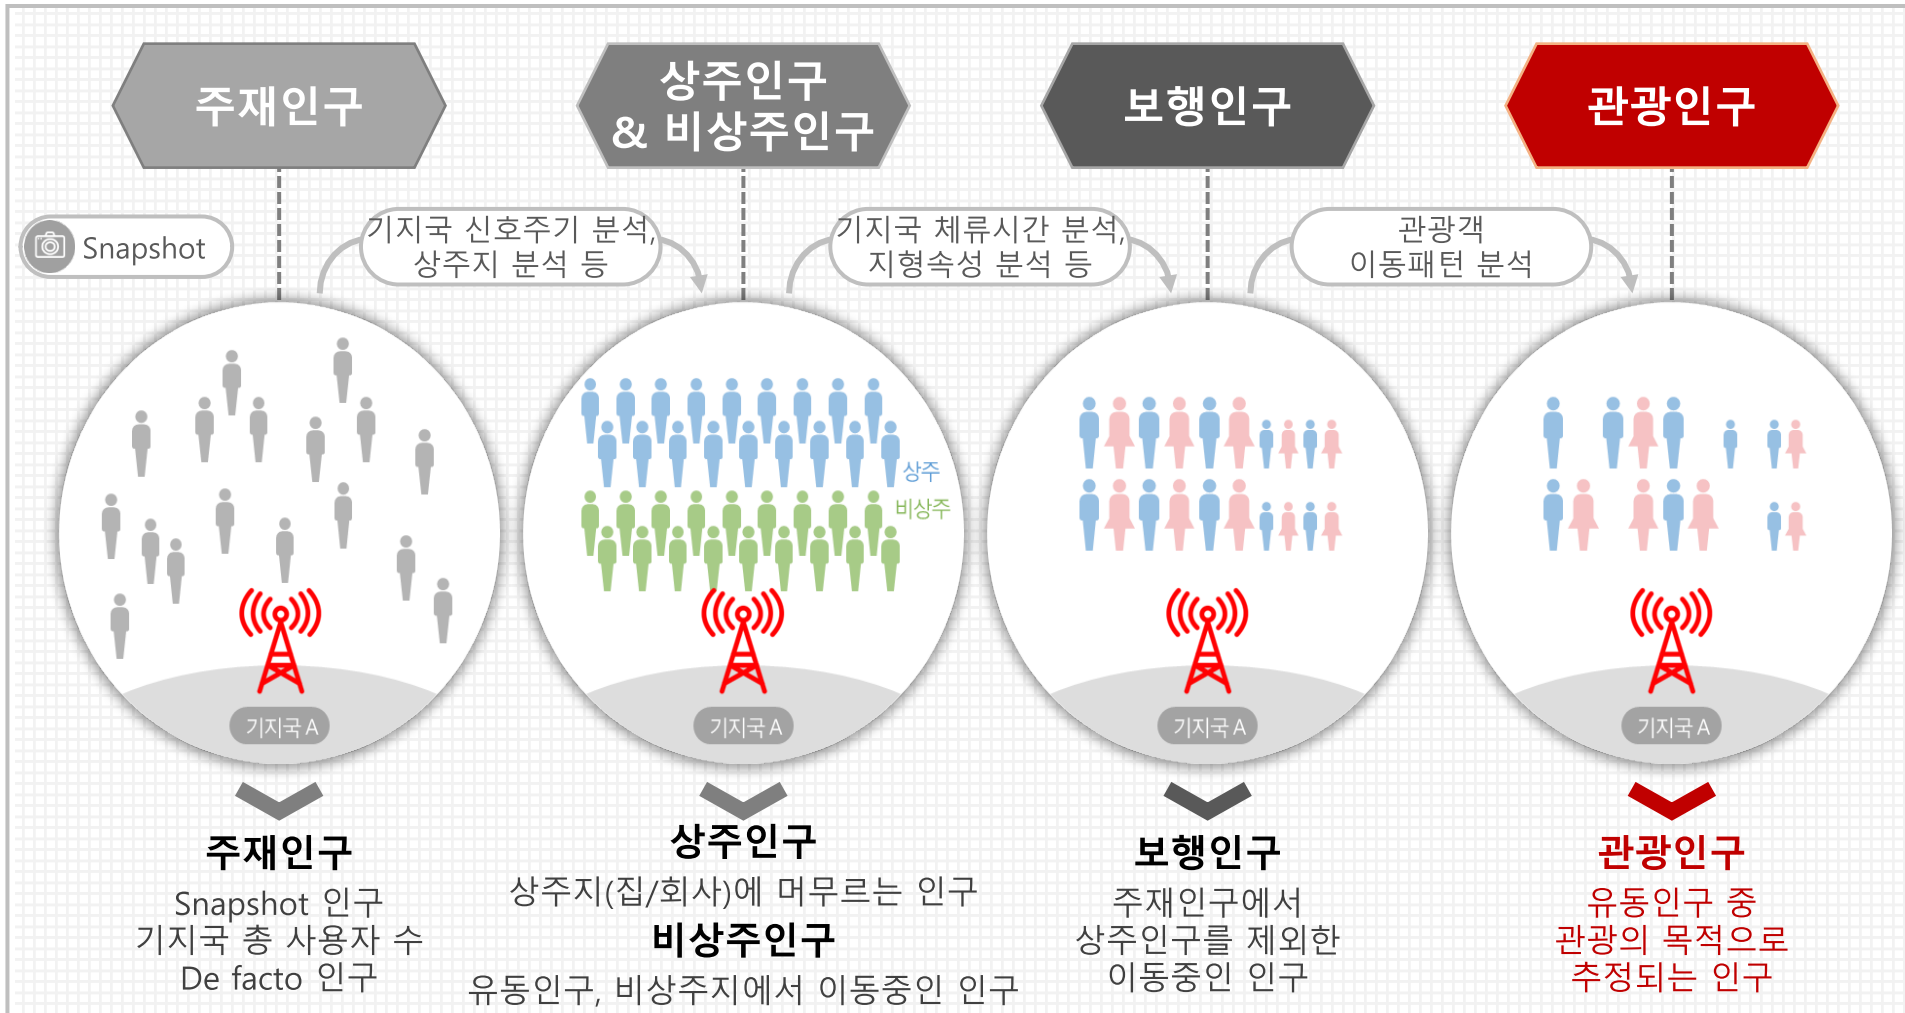 주재인구
상주인구
& 비상주인구
보행인구
관광인구
Snapshot
기지국 신호주기 분석,
상주지 분석 등
기지국 체류시간 분석,
지형속성 분석 등
관광객
이동패턴 분석
상주
비상주
기지국 A
기지국 A
기지국 A
기지국 A
주재인구
Snapshot 인구
기지국 총 사용자 수
De facto 인구
상주인구
상주지(집/회사)에 머무르는 인구
비상주인구
유동인구, 비상주지에서 이동중인 인구
보행인구
주재인구에서
상주인구를 제외한
이동중인 인구
관광인구
유동인구 중
관광의 목적으로
추정되는 인구